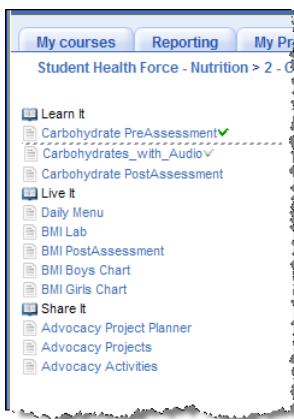 My courses Reporting My Pr
Student Health Force - Nutrition > 2 - C
Learn It
Carbohydrate PreAssessment
Carbohydrates_with_Audio
Carbohydrate PostAssessment
Live It
Daily Menu
BMI Lab
BMI PostAssessment
BMI Boys Chart
BMI Girls Chart
Share It
Advocacy Project Planner
Advocacy Projects
Advocacy Activities